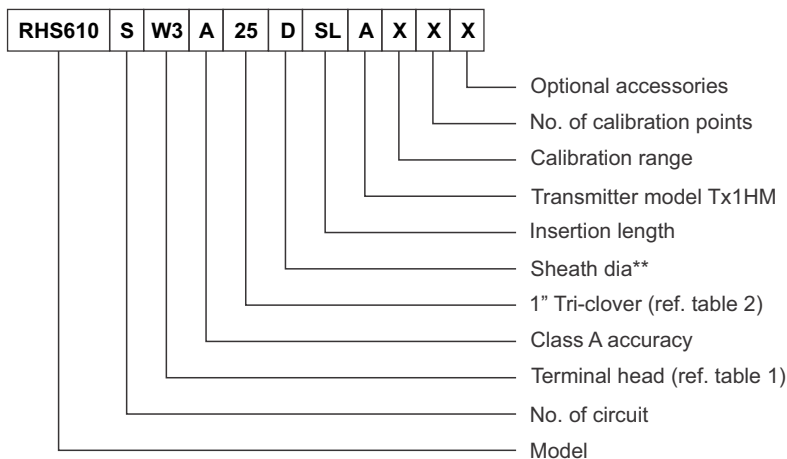 RHS610 S W3 A 25 D SL A X X X
Optional accessories
No. of calibration points
Calibration range
Transmitter model Tx1HM
Insertion length
Sheath dia**
1” Tri-clover (ref. table 2)
Class A accuracy
Terminal head (ref. table 1)
No. of circuit
Model